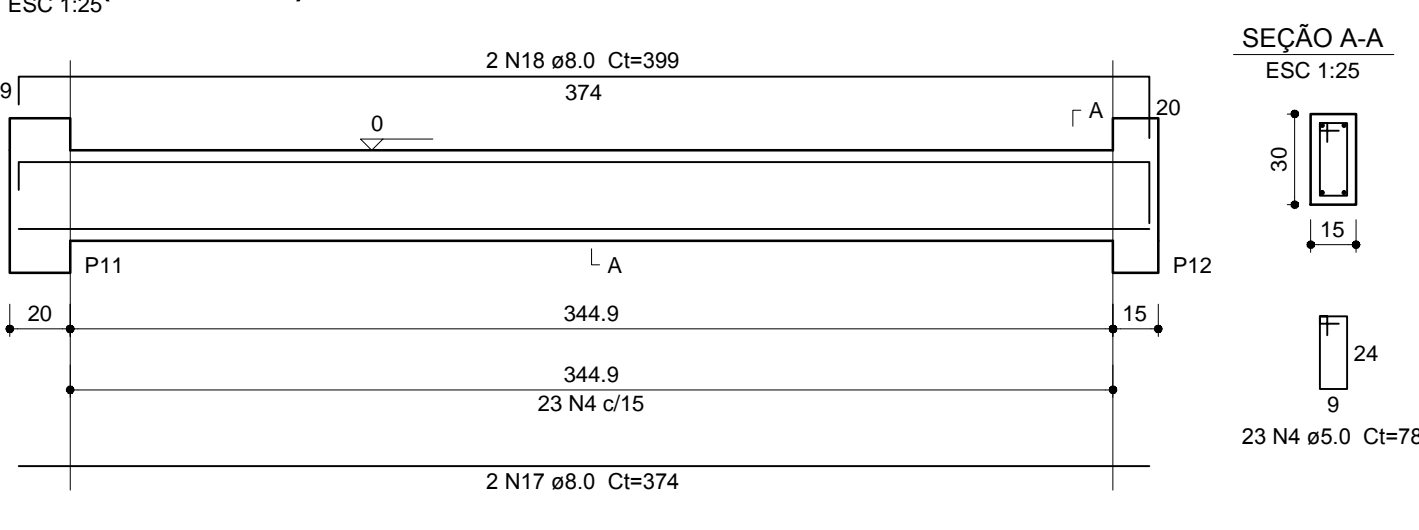 ESC 1:25
2 N18 ø8.0 Ct=399
SEÇÃO A-A
ESC 1:25
9
374
A
20
0
30
15
P11
A
P12
20
344.9
15
344.9
24
23 N4 c/15
9
23 N4 ø5.0 Ct=78
2 N17 ø8.0 Ct=374